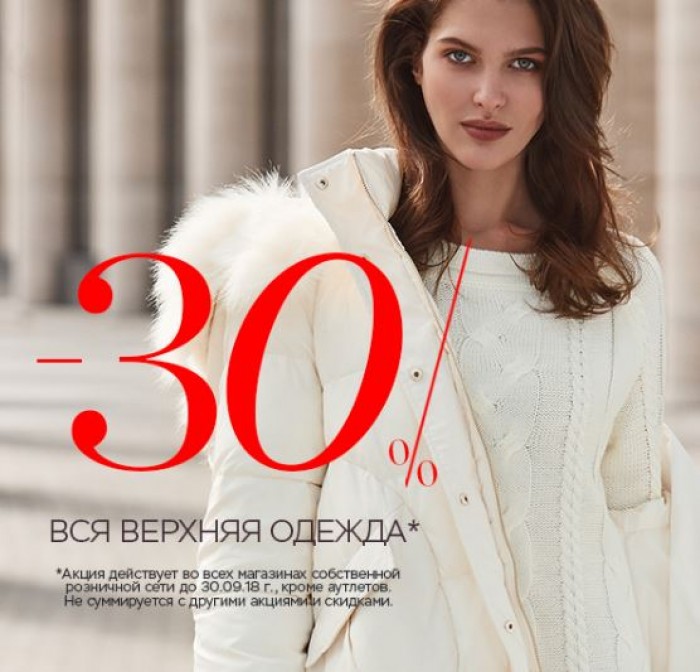 -30%
ВСЯ ВЕРХНЯЯ ОДЕЖДА*
*Акция действует во всех магазинах собственной
розничной сети до 30.09.18 г., кроме аутлетов.
Не суммируется с другими акциями и скидками.